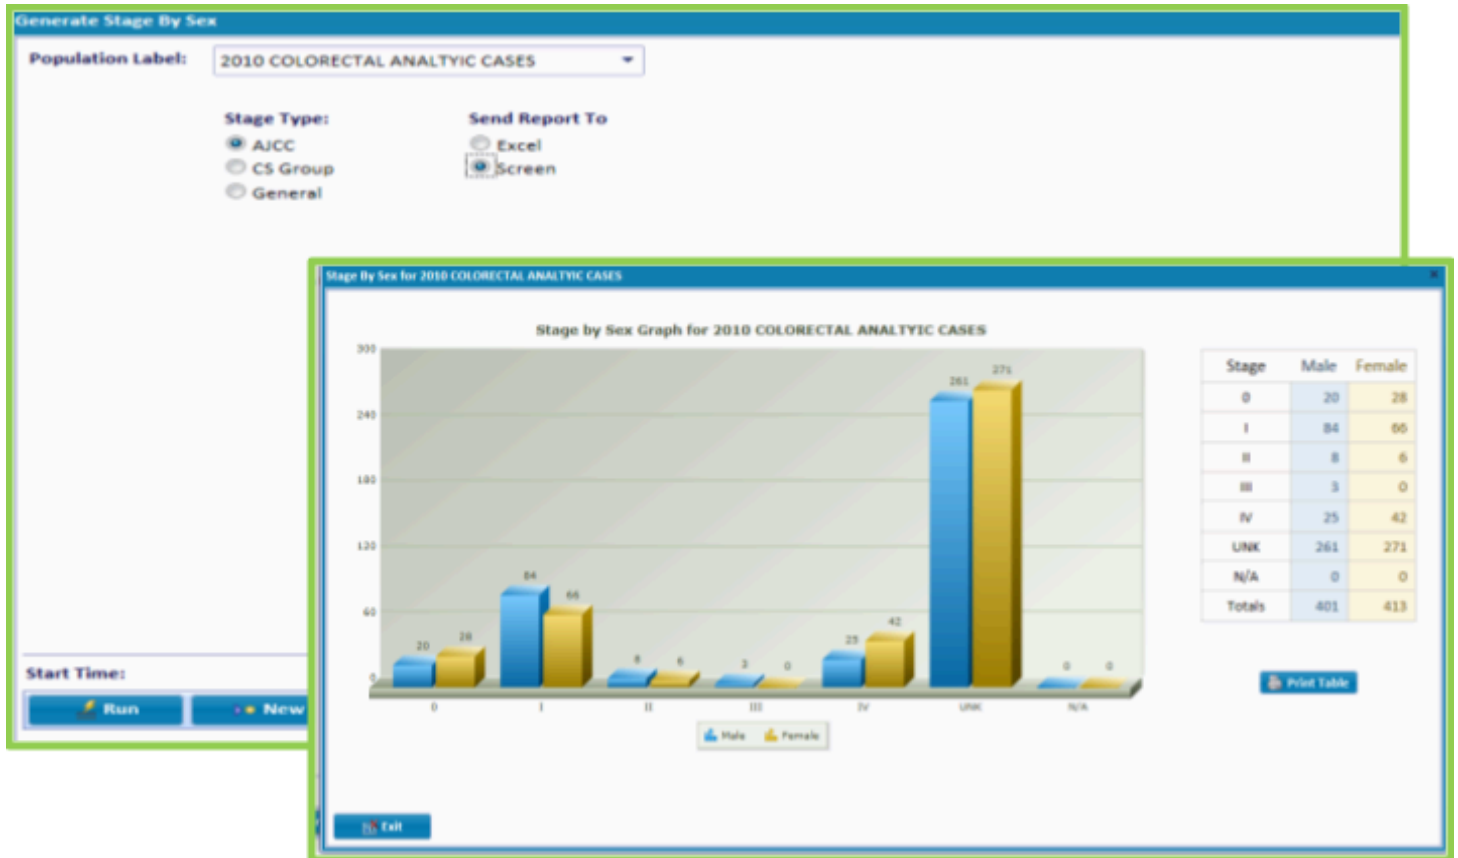 Generate Stage By Sex
Population Label: 2010 COLORECTAL ANALTYIC CASES
Stage Type: Send Report To
AJCC Excel
CS Group Screen
General
Start Time:
Run New
Stage By Sex for 2010 COLORECTAL ANALTYIC CASES
Stage by Sex Graph for 2010 COLORECTAL ANALTYIC CASES
300
240
180
120
60
0
20 28 84 66 8 6 3 0 25 42 261 271 0 0
0 I II III IV UNK N/A
Male Female
Stage Male Female
0 20 28
I 84 66
II 8 6
III 3 0
IV 25 42
UNK 261 271
N/A 0 0
Totals 401 413
Print Table
Exit